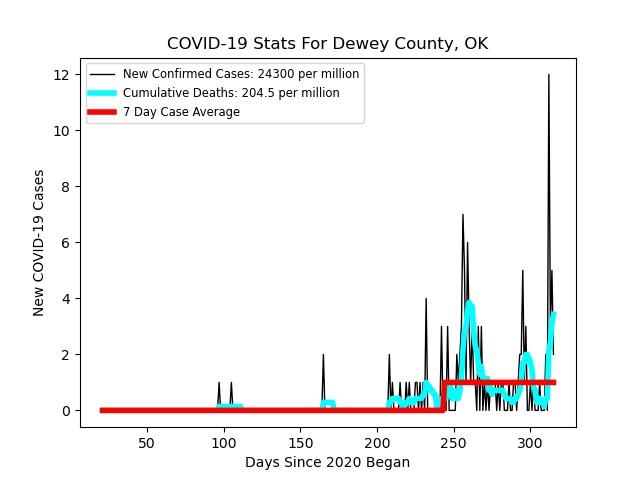 COVID-19 Stats For Dewey County, OK
New Confirmed Cases: 24300 per million
Cumulative Deaths: 204.5 per million
7 Day Case Average
New COVID-19 Cases
12
10
8
6
4
2
0
50 100 150 200 250 300
Days Since 2020 Began